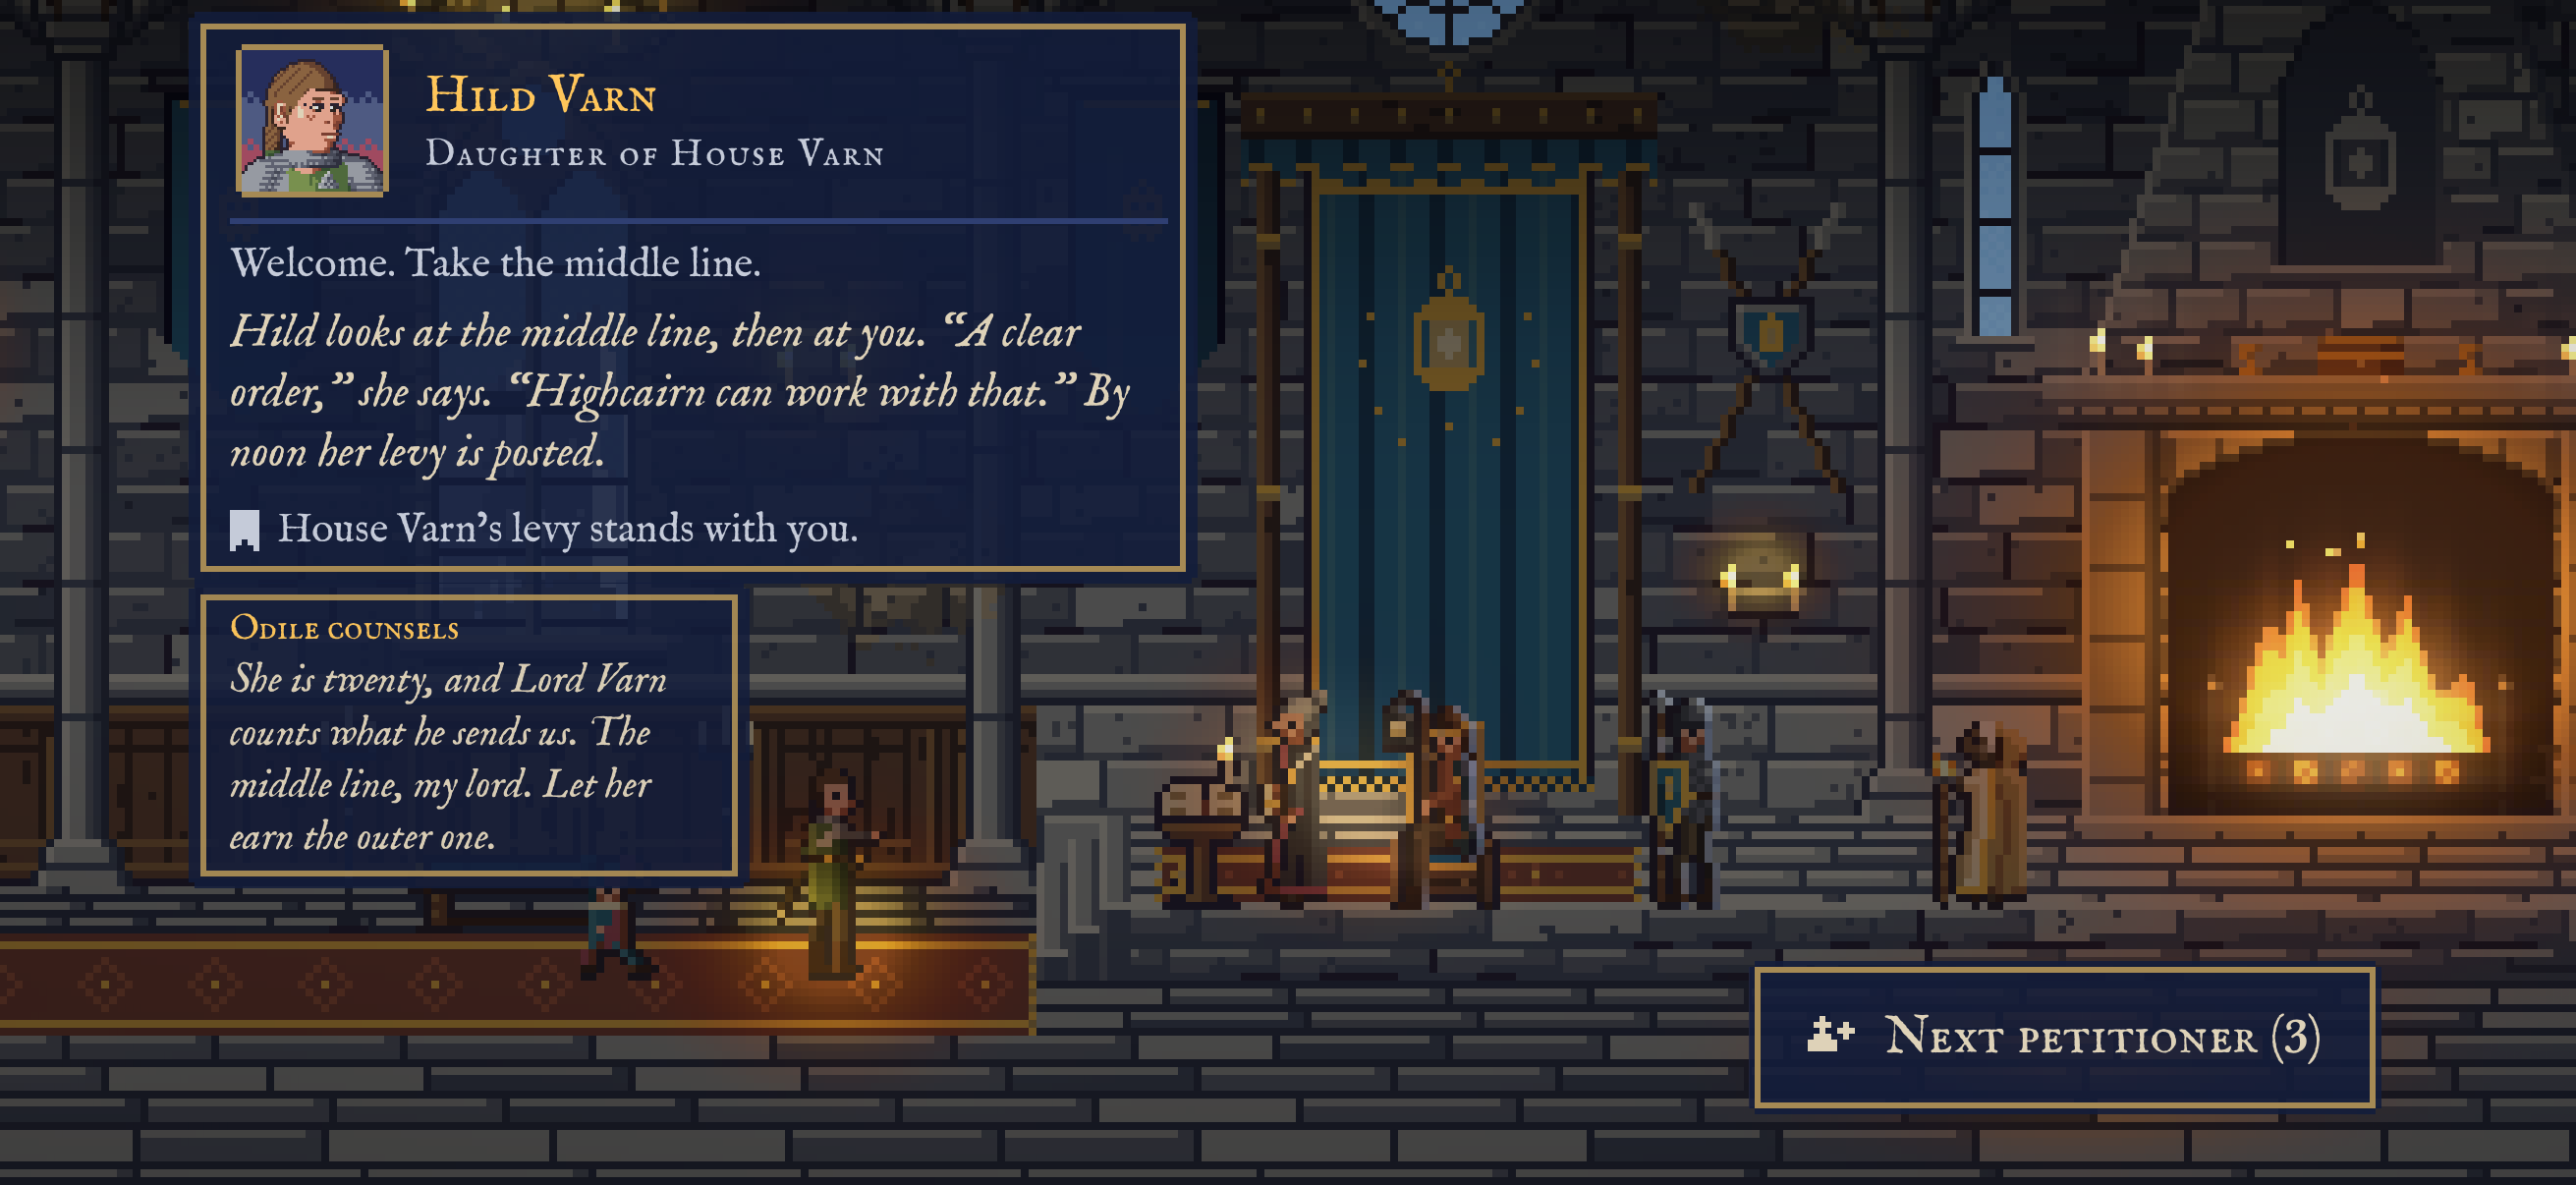 Hild Varn
Daughter of House Varn
Welcome. Take the middle line.
Hild looks at the middle line, then at you. “A clear
order,” she says. “Highcairn can work with that.” By
noon her levy is posted.
House Varn’s levy stands with you.
Odile counsels
She is twenty, and Lord Varn
counts what he sends us. The
middle line, my lord. Let her
earn the outer one.
Next petitioner (3)